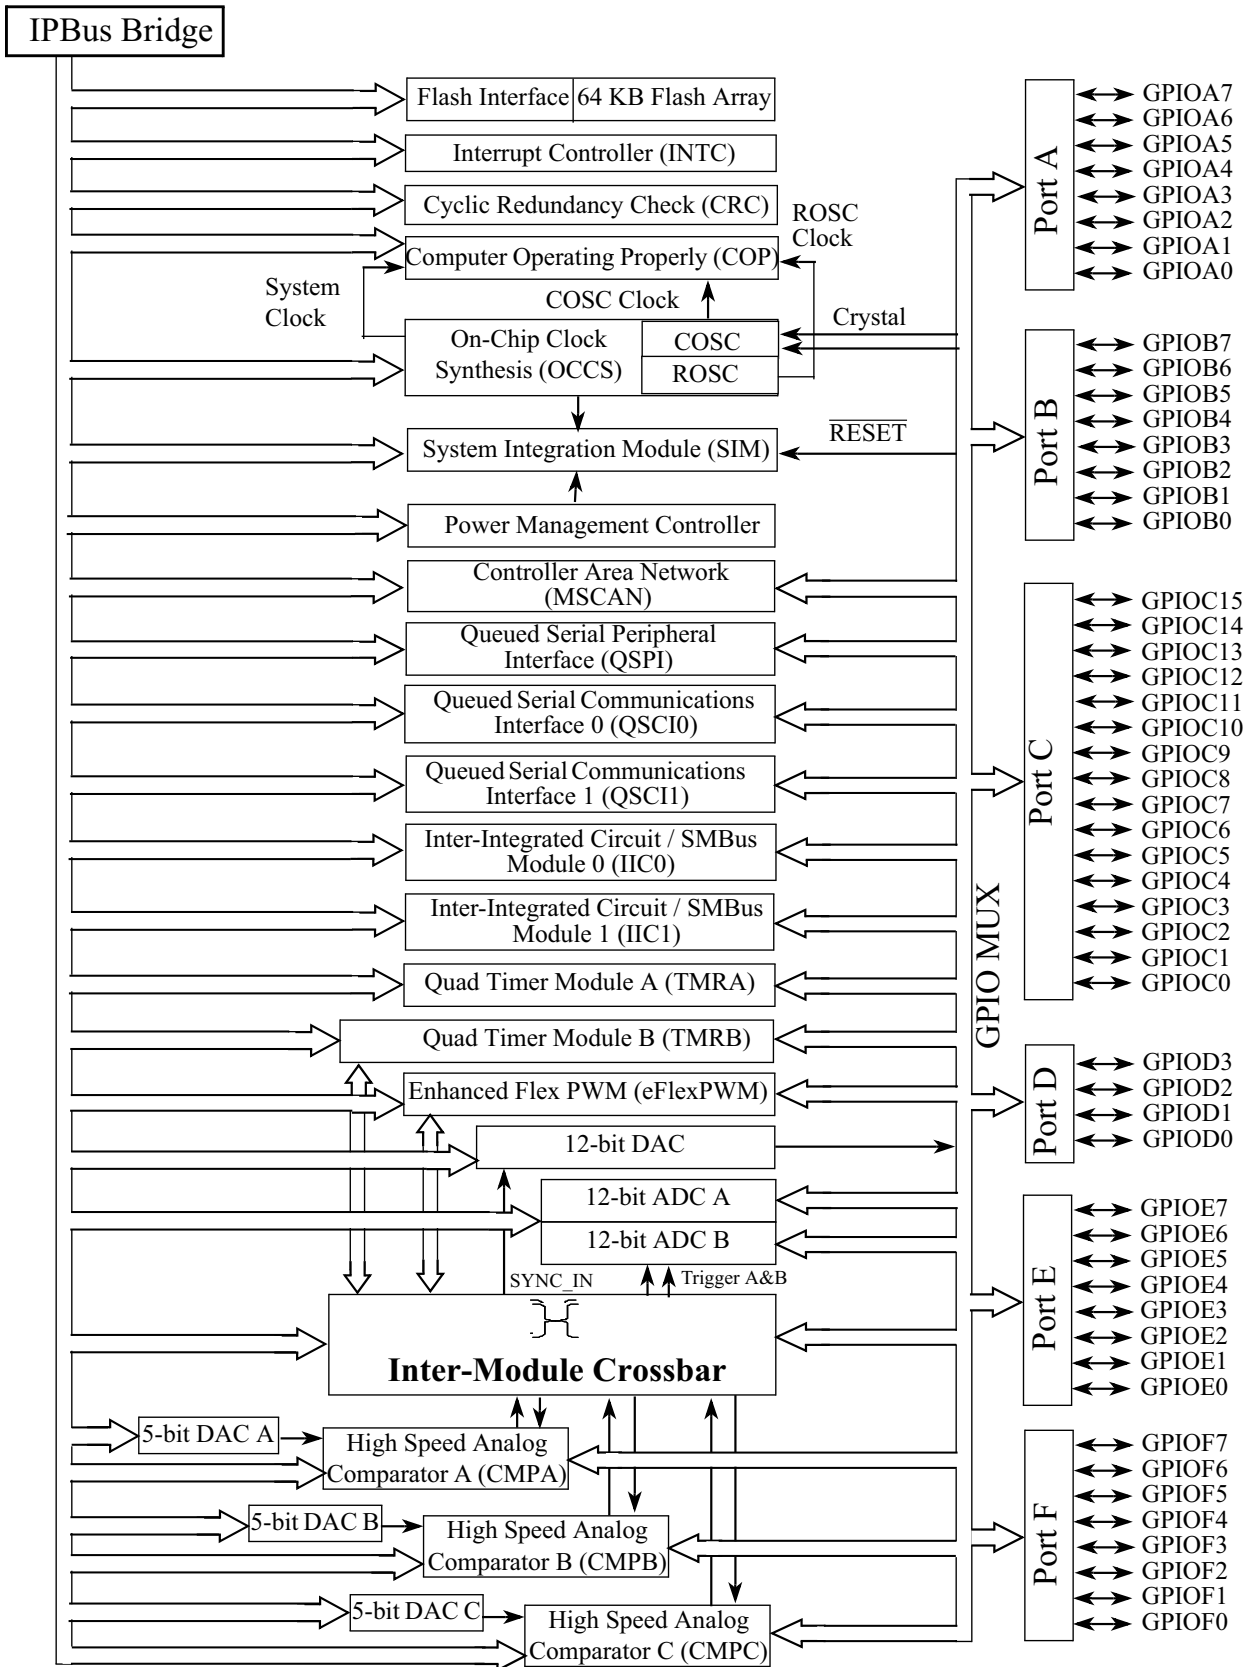 IPBus Bridge
Flash Interface 64 KB Flash Array
Interrupt Controller (INTC)
Cyclic Redundancy Check (CRC)
ROSC
Clock
Computer Operating Properly (COP)
System
Clock
COSC Clock
Crystal
On-Chip Clock
Synthesis (OCCS)
COSC
ROSC
RESET
System Integration Module (SIM)
Power Management Controller
Controller Area Network
(MSCAN)
Queued Serial Peripheral
Interface (QSPI)
Queued Serial Communications
Interface 0 (QSCI0)
Queued Serial Communications
Interface 1 (QSCI1)
Inter-Integrated Circuit / SMBus
Module 0 (IIC0)
Inter-Integrated Circuit / SMBus
Module 1 (IIC1)
Quad Timer Module A (TMRA)
Quad Timer Module B (TMRB)
Enhanced Flex PWM (eFlexPWM)
12-bit DAC
12-bit ADC A
12-bit ADC B
SYNC_IN
Trigger A&B
Inter-Module Crossbar
5-bit DAC A
High Speed Analog
Comparator A (CMPA)
5-bit DAC B
High Speed Analog
Comparator B (CMPB)
5-bit DAC C
High Speed Analog
Comparator C (CMPC)
GPIO MUX
Port A
GPIOA7
GPIOA6
GPIOA5
GPIOA4
GPIOA3
GPIOA2
GPIOA1
GPIOA0
Port B
GPIOB7
GPIOB6
GPIOB5
GPIOB4
GPIOB3
GPIOB2
GPIOB1
GPIOB0
Port C
GPIOC15
GPIOC14
GPIOC13
GPIOC12
GPIOC11
GPIOC10
GPIOC9
GPIOC8
GPIOC7
GPIOC6
GPIOC5
GPIOC4
GPIOC3
GPIOC2
GPIOC1
GPIOC0
Port D
GPIOD3
GPIOD2
GPIOD1
GPIOD0
Port E
GPIOE7
GPIOE6
GPIOE5
GPIOE4
GPIOE3
GPIOE2
GPIOE1
GPIOE0
Port F
GPIOF7
GPIOF6
GPIOF5
GPIOF4
GPIOF3
GPIOF2
GPIOF1
GPIOF0